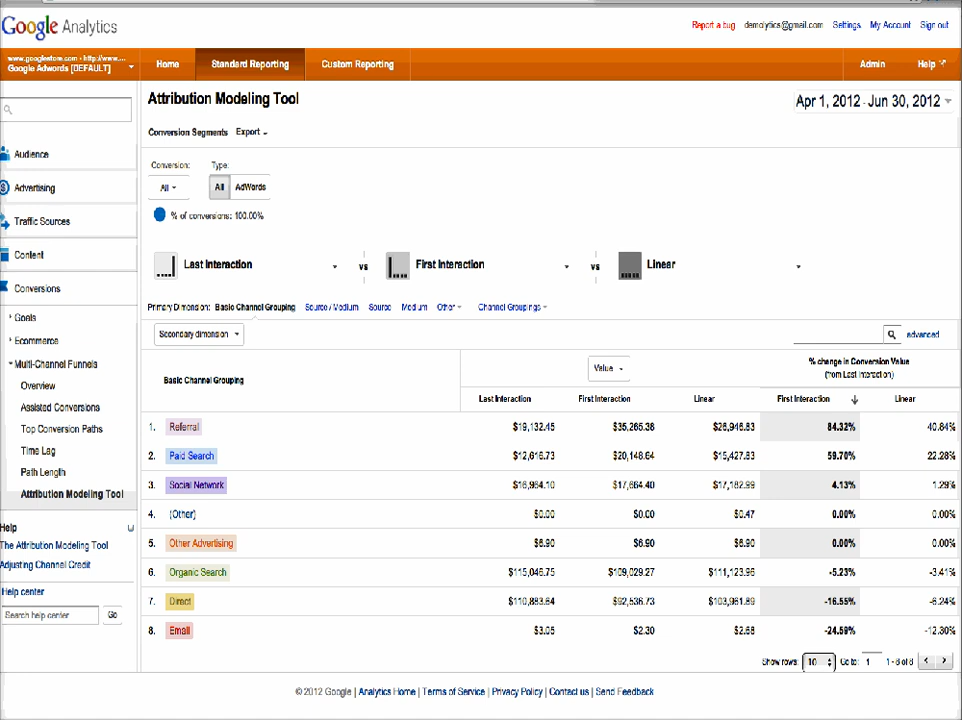 Google Analytics
Report a bug demolytics@gmail.com Settings My Account Sign out
www.googlestore.com - http://www....
Google Adwords [DEFAULT]
Home Standard Reporting Custom Reporting Admin Help
Attribution Modeling Tool
Apr 1, 2012 - Jun 30, 2012
Conversion Segments Export
Audience
Advertising
Traffic Sources
Content
Conversions
Goals
Ecommerce
Multi-Channel Funnels
Overview
Assisted Conversions
Top Conversion Paths
Time Lag
Path Length
Attribution Modeling Tool
Help
The Attribution Modeling Tool
Adjusting Channel Credit
Help center
Search help center Go
Conversion: Type:
All All AdWords
% of conversions: 100.00%
Last Interaction vs First Interaction vs Linear
Primary Dimension: Basic Channel Grouping Source / Medium Source Medium Other Channel Groupings
Secondary dimension advanced
Basic Channel Grouping Value % change in Conversion Value
(from Last Interaction)
Last Interaction First Interaction Linear First Interaction ↓ Linear
1. Referral $19,132.45 $35,265.38 $26,946.83 84.32% 40.84%
2. Paid Search $12,616.73 $20,148.64 $15,427.83 59.70% 22.28%
3. Social Network $16,964.10 $17,664.40 $17,182.99 4.13% 1.29%
4. (Other) $0.00 $0.00 $0.47 0.00% 0.00%
5. Other Advertising $6.90 $6.90 $6.90 0.00% 0.00%
6. Organic Search $115,046.75 $109,029.27 $111,123.96 -5.23% -3.41%
7. Direct $110,883.64 $92,536.73 $103,961.89 -16.55% -6.24%
8. Email $3.05 $2.30 $2.68 -24.59% -12.30%
Show rows: 10 Go to: 1 1 - 8 of 8
© 2012 Google | Analytics Home | Terms of Service | Privacy Policy | Contact us | Send Feedback